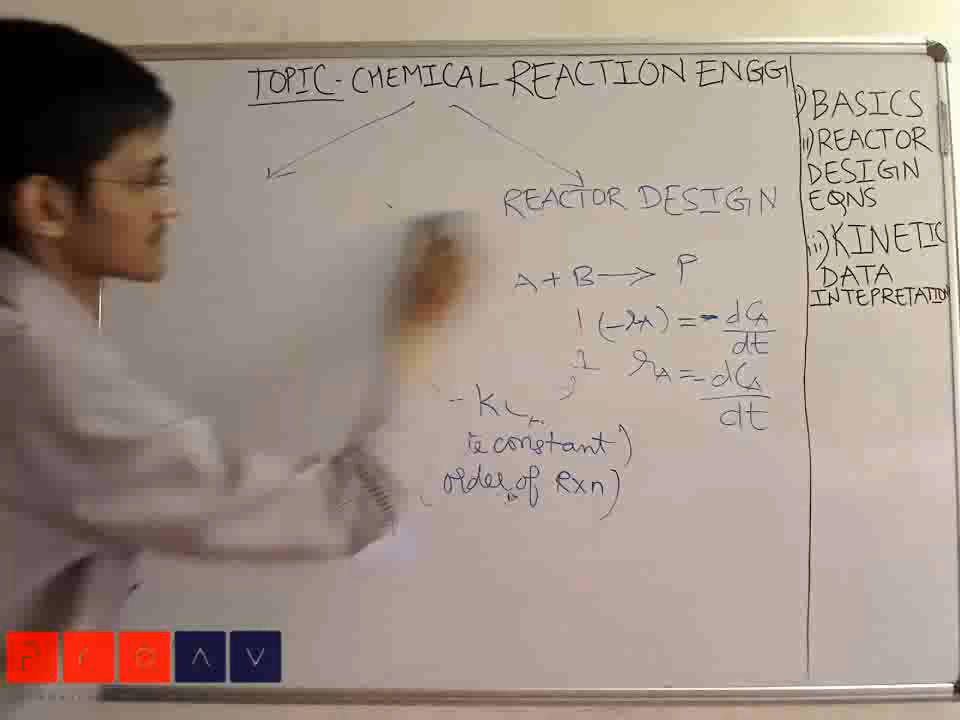 TOPIC-CHEMICAL REACTION ENGG
REACTOR DESIGN
A + B → P
(-rA) = - dCA
dt
rA = - dCA
dt
constant)
order of Rxn)
i) BASICS
ii) REACTOR
DESIGN
EQNS
KINETIC
DATA
INTEPRETATION